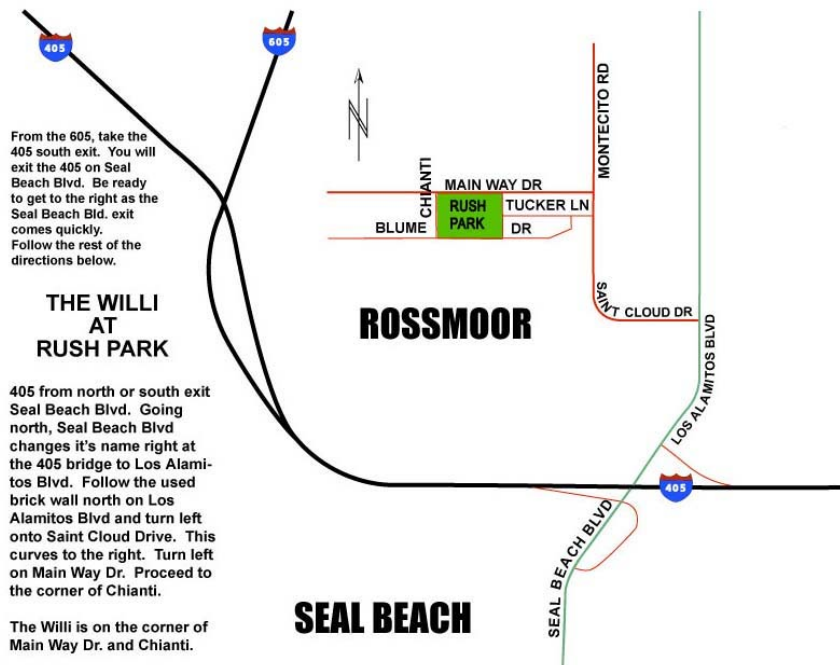 405
605
From the 605, take the
405 south exit. You will
exit the 405 on Seal
Beach Blvd. Be ready
to get to the right as the
Seal Beach Bld. exit
comes quickly.
Follow the rest of the
directions below.
THE WILLI
AT
RUSH PARK
405 from north or south exit
Seal Beach Blvd. Going
north, Seal Beach Blvd
changes it's name right at
the 405 bridge to Los Alami-
tos Blvd. Follow the used
brick wall north on Los
Alamitos Blvd and turn left
onto Saint Cloud Drive. This
curves to the right. Turn left
on Main Way Dr. Proceed to
the corner of Chianti.
The Willi is on the corner of
Main Way Dr. and Chianti.
N
MONTECITO RD
CHIANTI
MAIN WAY DR
RUSH
PARK
TUCKER LN
BLUME DR
SAINT CLOUD DR
ROSSMOOR
LOS ALAMITOS BLVD
405
SEAL BEACH BLVD
SEAL BEACH